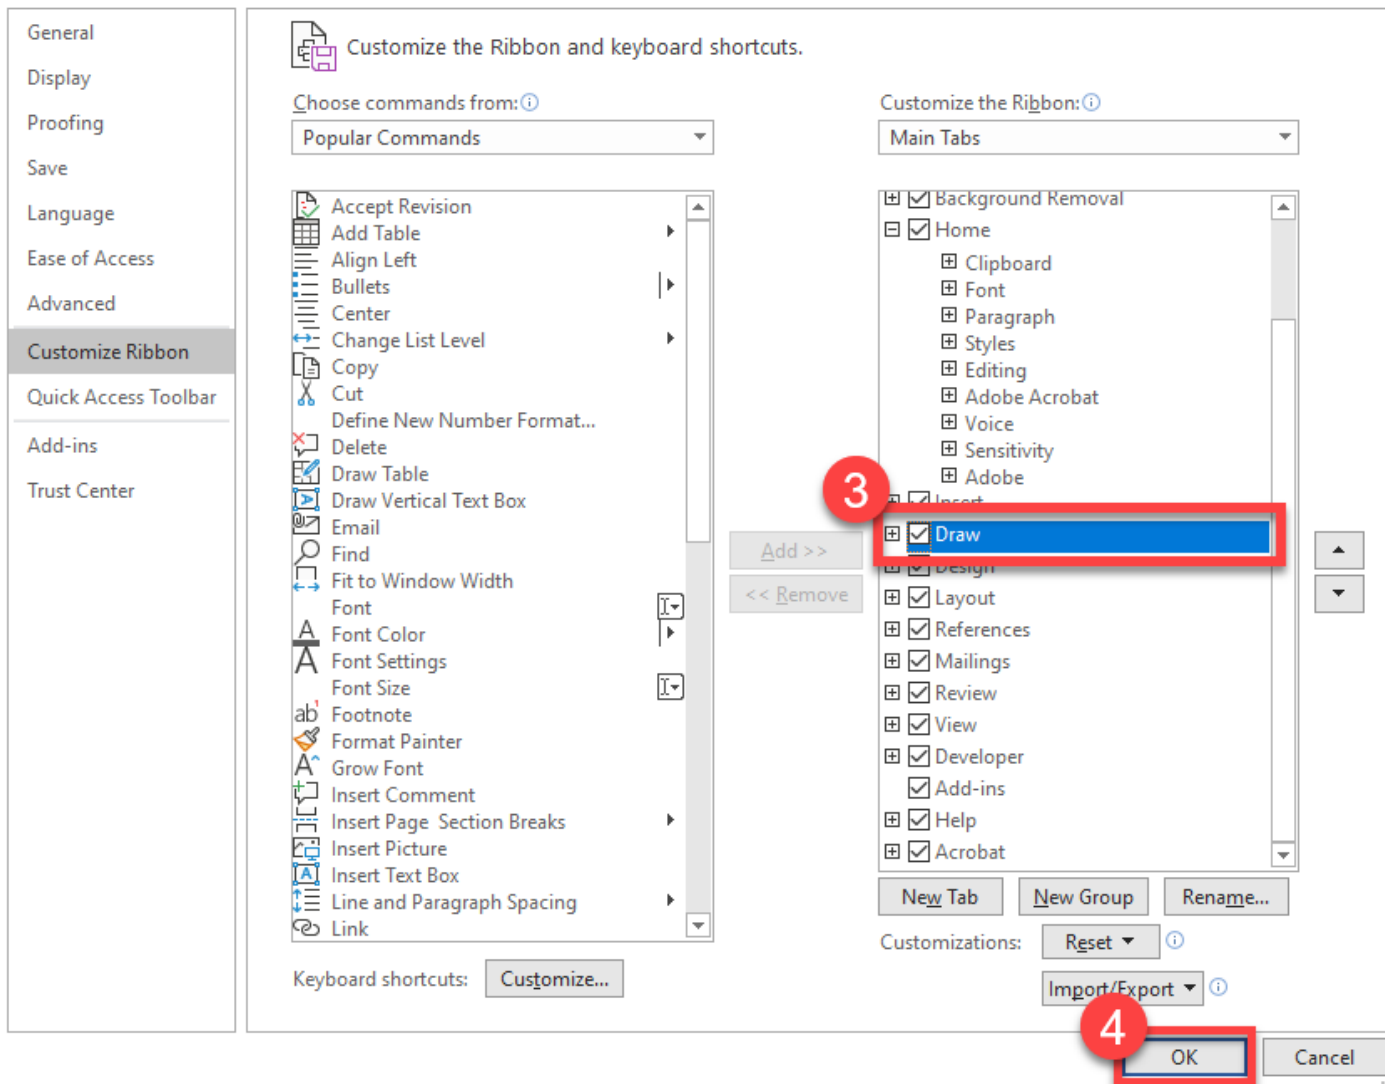 General
Display
Proofing
Save
Language
Ease of Access
Advanced
Customize Ribbon
Quick Access Toolbar
Add-ins
Trust Center
Customize the Ribbon and keyboard shortcuts.
Choose commands from:
Popular Commands
Accept Revision
Add Table
Align Left
Bullets
Center
Change List Level
Copy
Cut
Define New Number Format...
Delete
Draw Table
Draw Vertical Text Box
Email
Find
Fit to Window Width
Font
Font Color
Font Settings
Font Size
Footnote
Format Painter
Grow Font
Insert Comment
Insert Page  Section Breaks
Insert Picture
Insert Text Box
Line and Paragraph Spacing
Link
Keyboard shortcuts: Customize...
Add >>
<< Remove
Customize the Ribbon:
Main Tabs
Background Removal
Home
Clipboard
Font
Paragraph
Styles
Editing
Adobe Acrobat
Voice
Sensitivity
Adobe
Insert
3
Draw
Design
Layout
References
Mailings
Review
View
Developer
Add-ins
Help
Acrobat
New Tab New Group Rename...
Customizations: Reset
Import/Export
4
OK Cancel